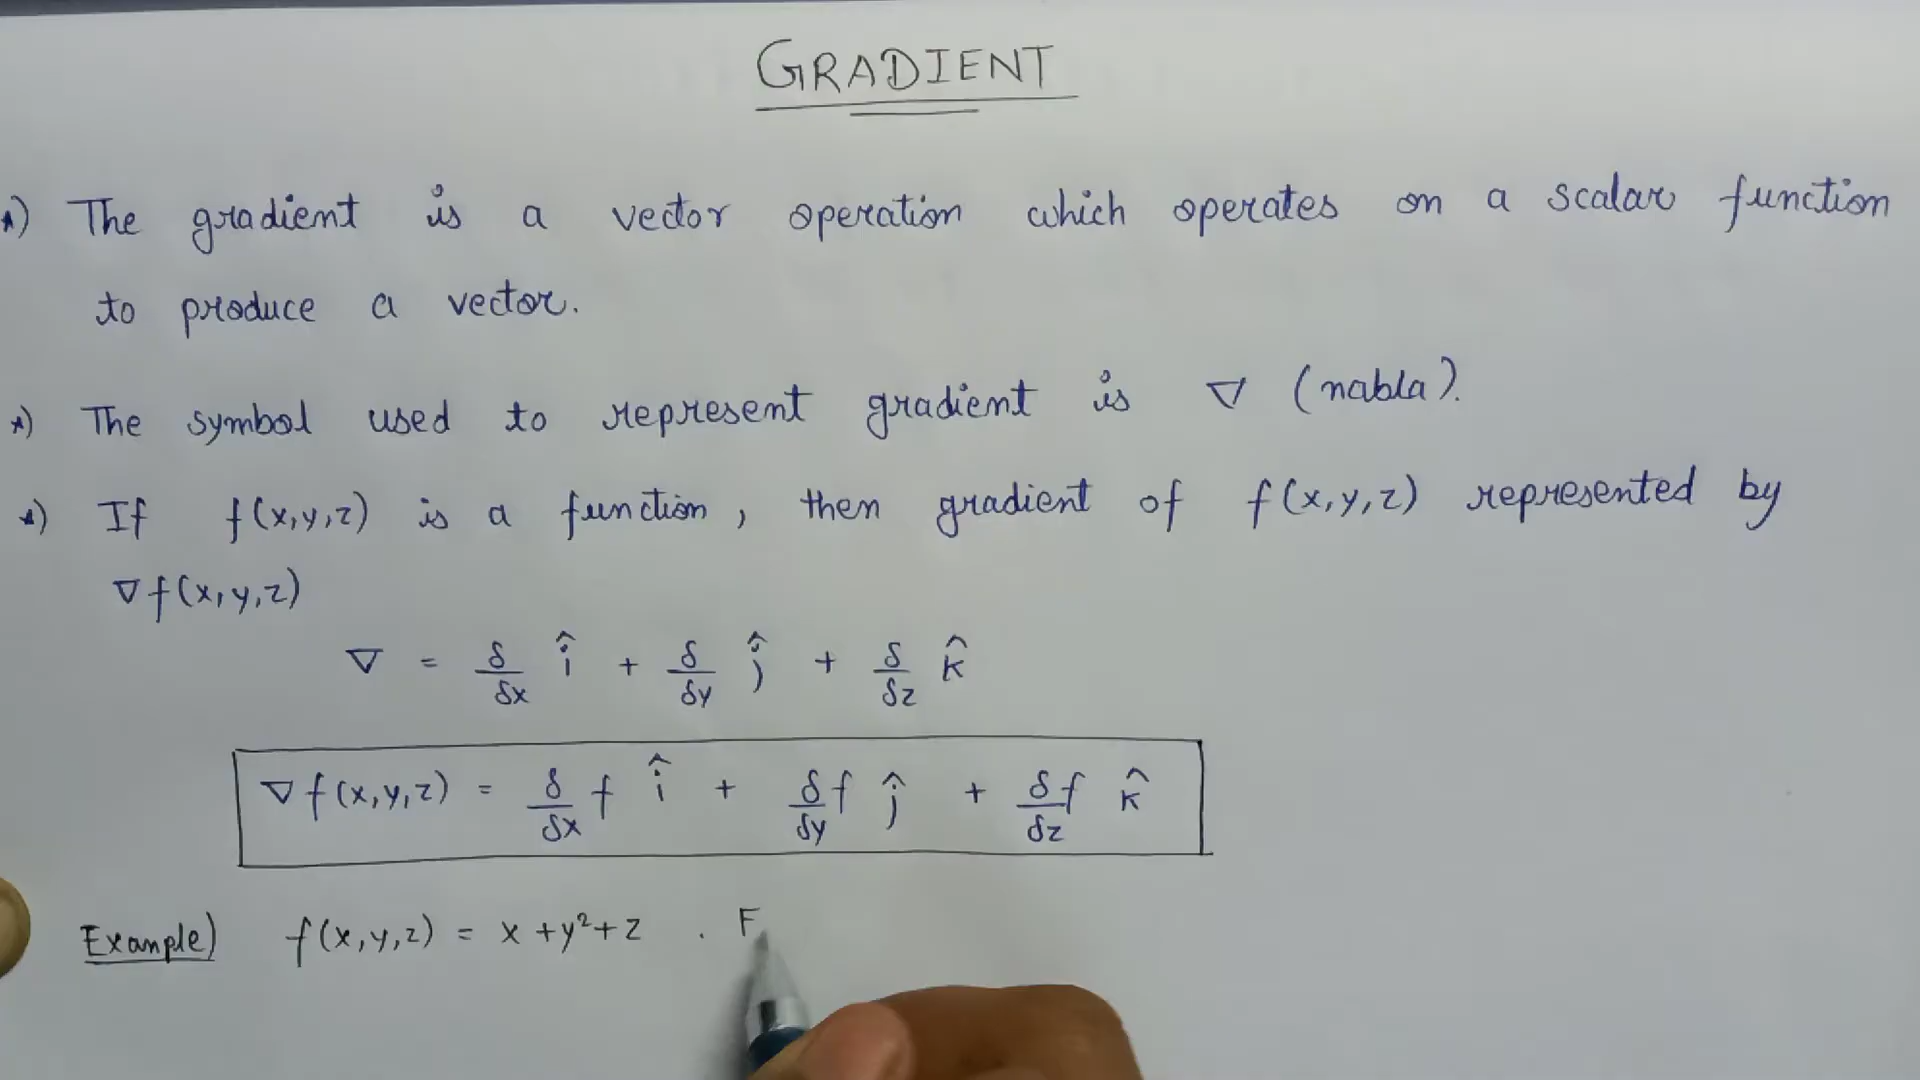 GRADIENT
*) The gradient is a vector operation which operates on a scalar function
to produce a vector.
*) The symbol used to represent gradient is ∇ (nabla).
*) If f(x,y,z) is a function, then gradient of f(x,y,z) represented by
∇f(x,y,z)
∇ = δ/δx î + δ/δy ĵ + δ/δz k̂
∇f(x,y,z) = δ/δx f î + δf/δy ĵ + δf/δz k̂
Example) f(x,y,z) = x + y² + z . F